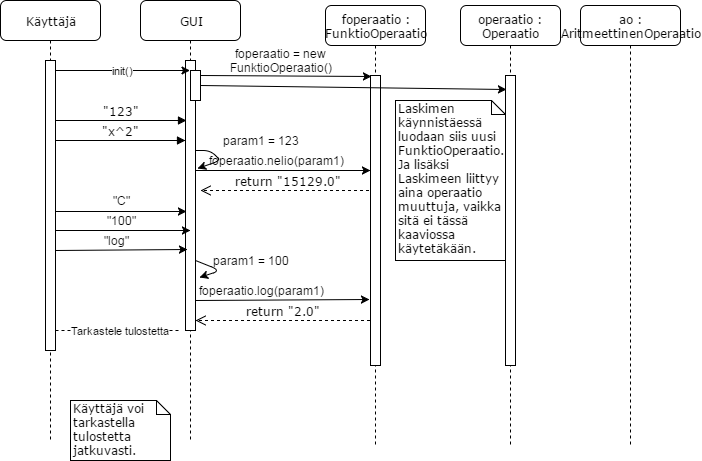 Käyttäjä
GUI
foperaatio :
FunktioOperaatio
operaatio :
Operaatio
ao :
AritmeettinenOperaatio
foperaatio = new
FunktioOperaatio()
init()
"123"
"x^2"
param1 = 123
foperaatio.nelio(param1)
return "15129.0"
Laskimen
käynnistäessä
luodaan siis uusi
FunktioOperaatio.
Ja lisäksi
Laskimeen liittyy
aina operaatio
muuttuja, vaikka
sitä ei tässä
kaaviossa
käytetäkään.
"C"
"100"
"log"
param1 = 100
foperaatio.log(param1)
return "2.0"
Tarkastele tulostetta
Käyttäjä voi
tarkastella
tulostetta
jatkuvasti.